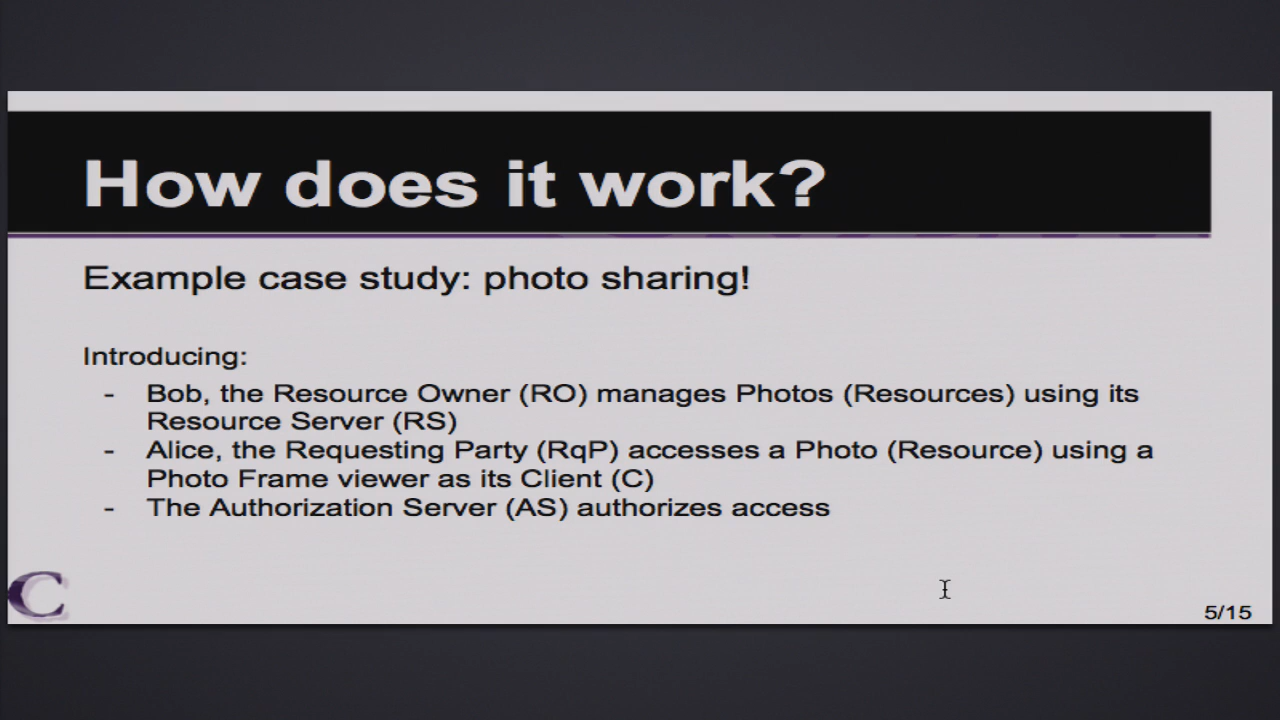 How does it work?
Example case study: photo sharing!
Introducing:
- Bob, the Resource Owner (RO) manages Photos (Resources) using its
Resource Server (RS)
- Alice, the Requesting Party (RqP) accesses a Photo (Resource) using a
Photo Frame viewer as its Client (C)
- The Authorization Server (AS) authorizes access
C
5/15